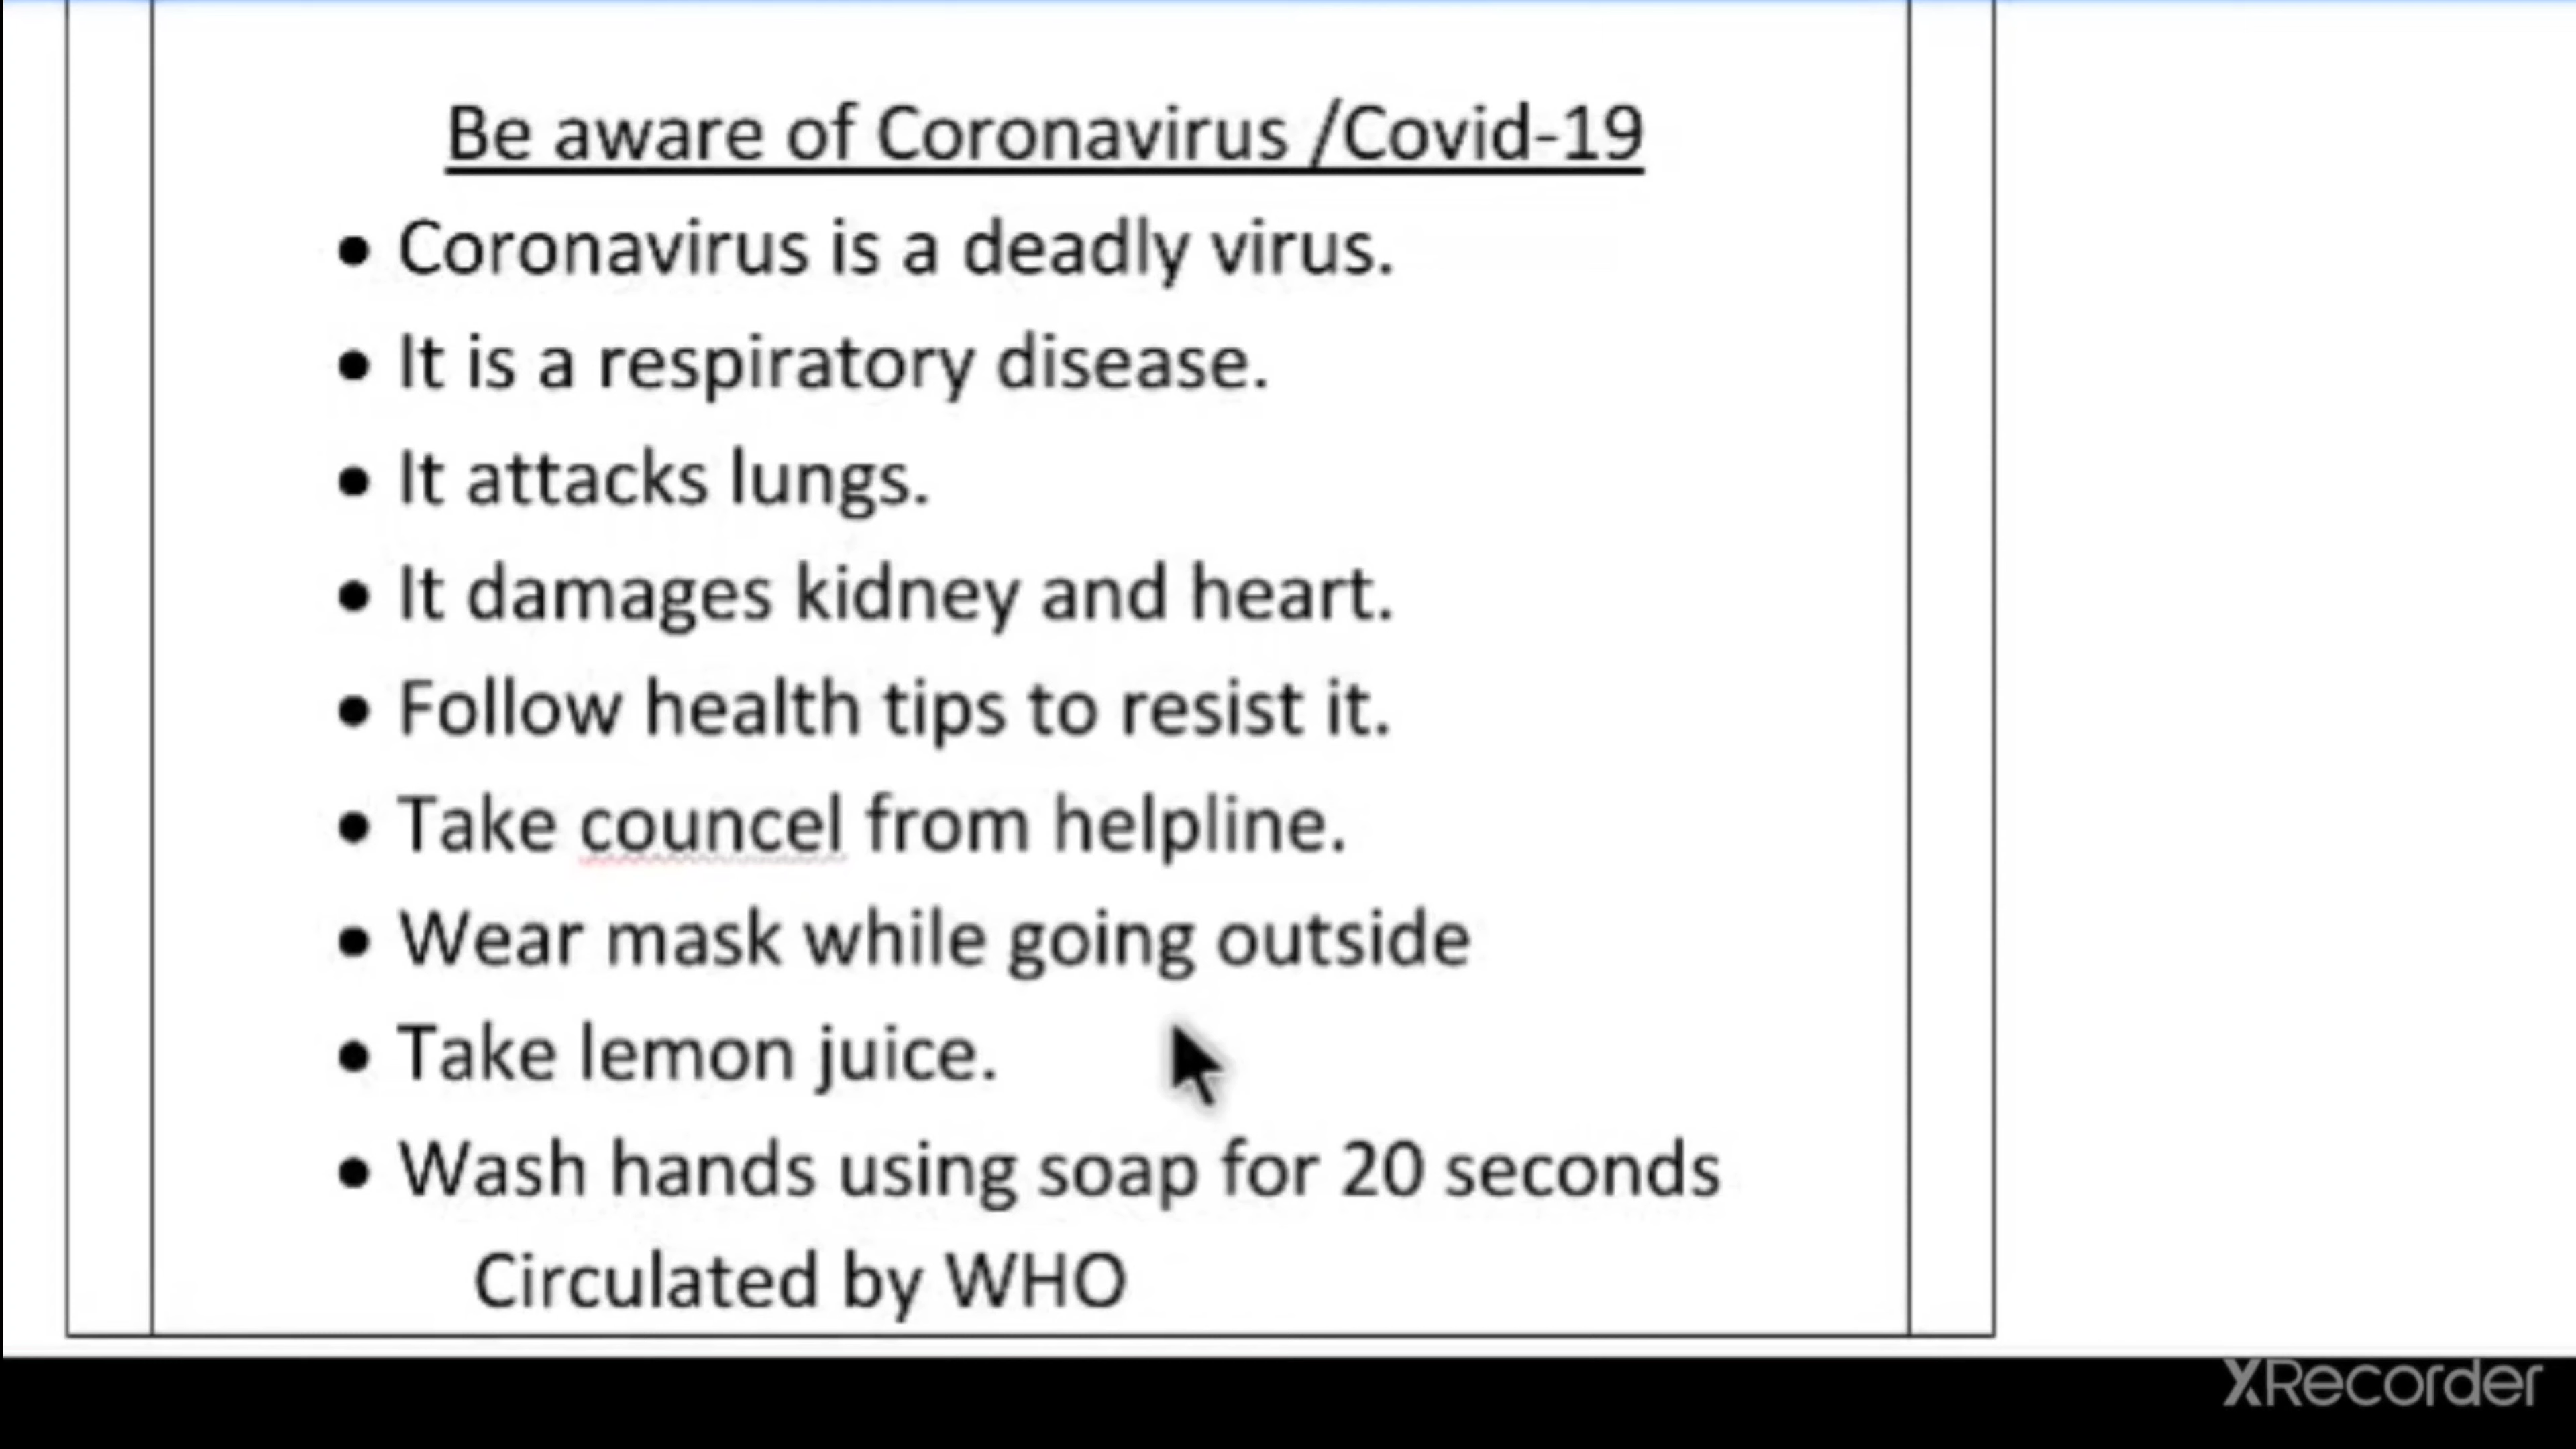 Be aware of Coronavirus /Covid-19
• Coronavirus is a deadly virus.
• It is a respiratory disease.
• It attacks lungs.
• It damages kidney and heart.
• Follow health tips to resist it.
• Take councel from helpline.
• Wear mask while going outside
• Take lemon juice.
• Wash hands using soap for 20 seconds
Circulated by WHO
XRecorder